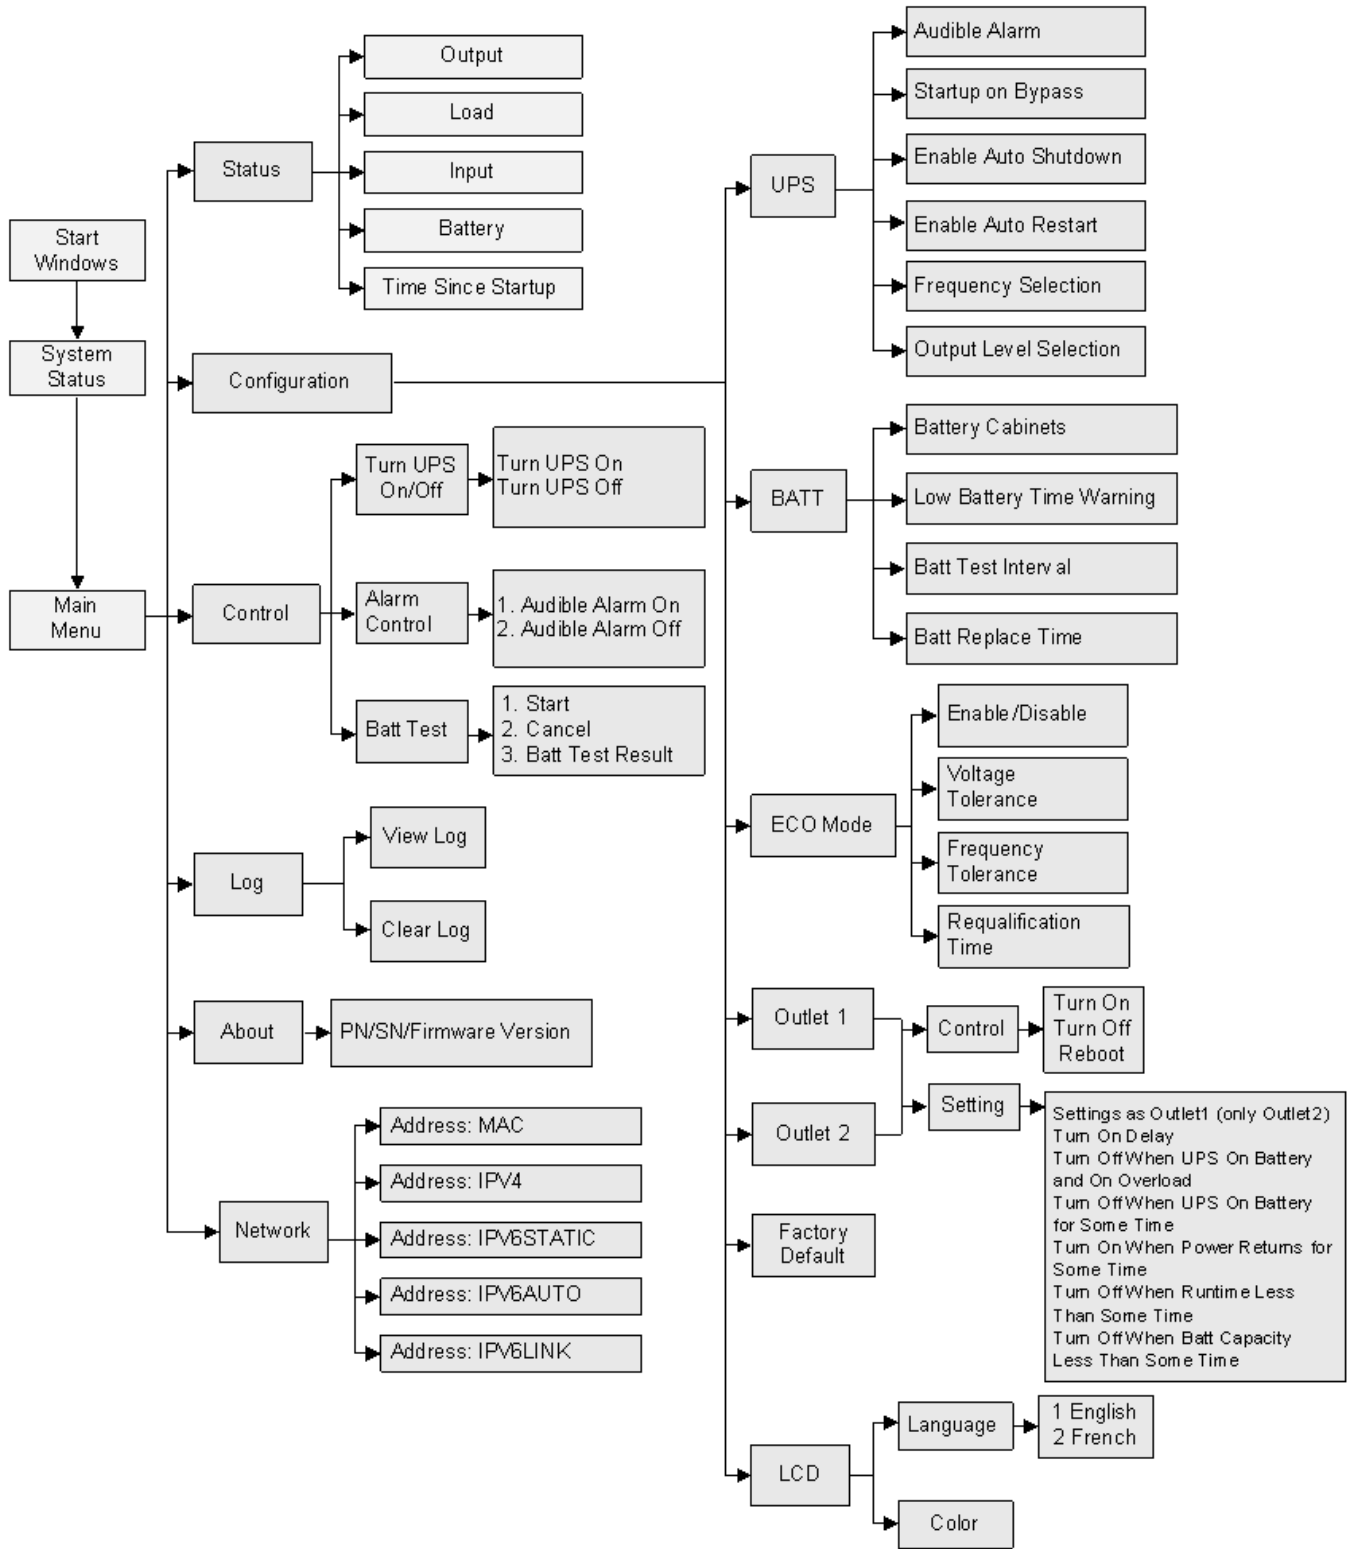 Start
Windows
System
Status
Main
Menu
Status
Output
Load
Input
Battery
Time Since Startup
Configuration
Control
Turn UPS
On/Off
Turn UPS On
Turn UPS Off
Alarm
Control
1. Audible Alarm On
2. Audible Alarm Off
Batt Test
1. Start
2. Cancel
3. Batt Test Result
Log
View Log
Clear Log
About
PN/SN/Firmware Version
Network
Address: MAC
Address: IPV4
Address: IPV6STATIC
Address: IPV6AUTO
Address: IPV6LINK
UPS
Audible Alarm
Startup on Bypass
Enable Auto Shutdown
Enable Auto Restart
Frequency Selection
Output Level Selection
BATT
Battery Cabinets
Low Battery Time Warning
Batt Test Interval
Batt Replace Time
ECO Mode
Enable/Disable
Voltage
Tolerance
Frequency
Tolerance
Requalification
Time
Outlet 1
Outlet 2
Control
Turn On
Turn Off
Reboot
Setting
Settings as Outlet1 (only Outlet2)
Turn On Delay
Turn Off When UPS On Battery
and On Overload
Turn Off When UPS On Battery
for Some Time
Turn On When Power Returns for
Some Time
Turn Off When Runtime Less
Than Some Time
Turn Off When Batt Capacity
Less Than Some Time
Factory
Default
LCD
Language
1 English
2 French
Color